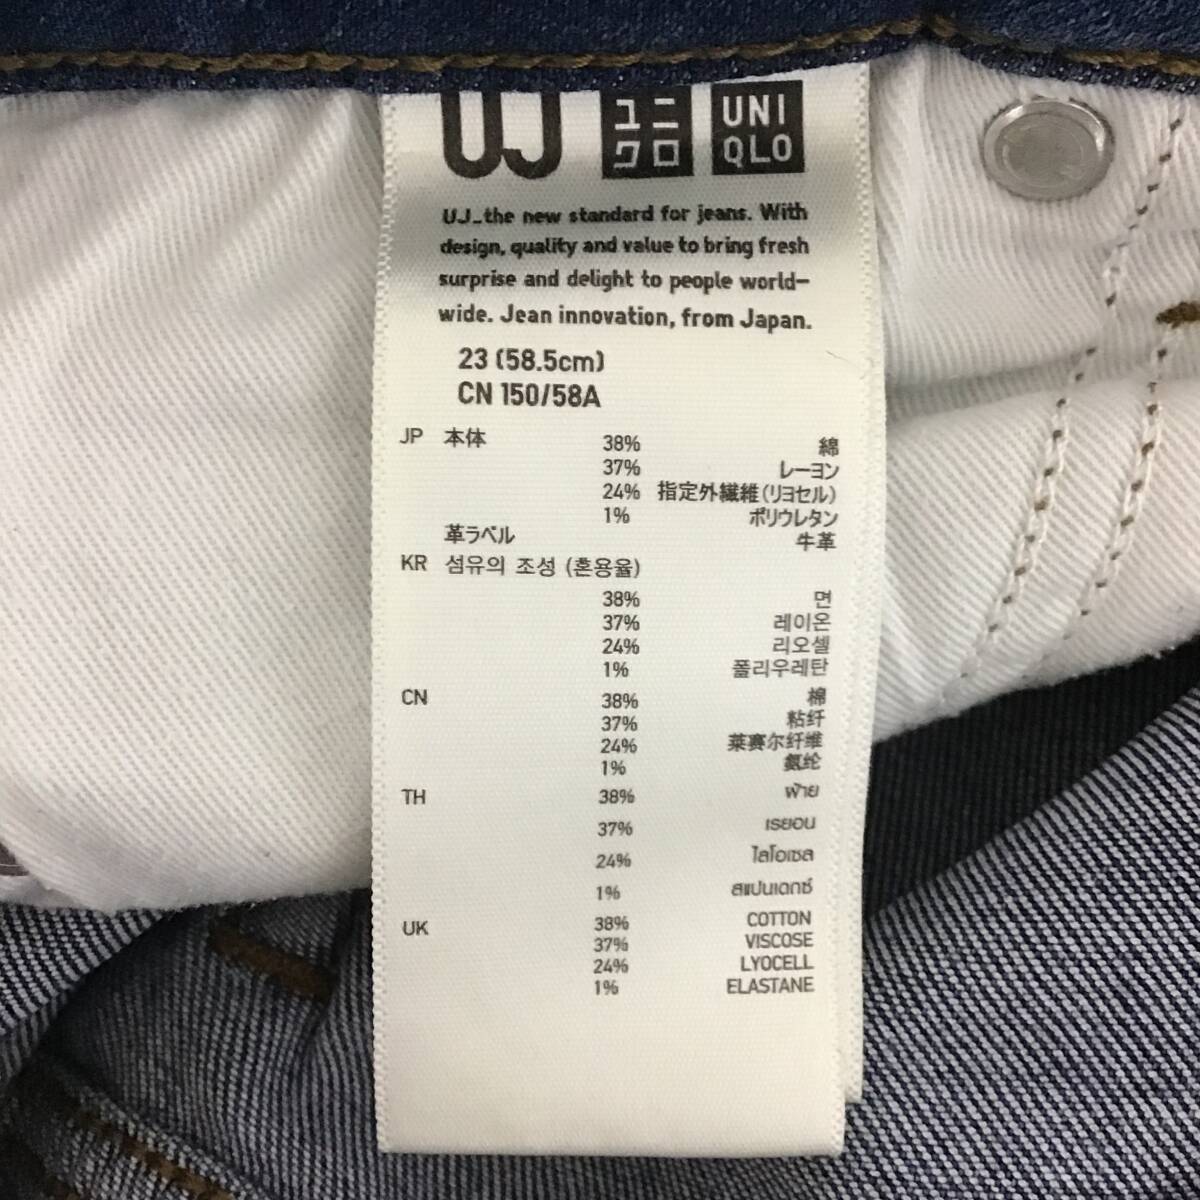 UJ ユニ UNI
クロ QLO
UJ_the new standard for jeans. With
design, quality and value to bring fresh
surprise and delight to people world-
wide. Jean innovation, from Japan.
23 (58.5cm)
CN 150/58A
JP 本体 38% 綿
37% レーヨン
24% 指定外繊維(リヨセル)
1% ポリウレタン
革ラベル 牛革
KR 섬유의 조성 (혼용율)
38% 면
37% 레이온
24% 리오셀
1% 폴리우레탄
CN 38% 棉
37% 粘纤
24% 莱赛尔纤维
1% 氨纶
TH 38% ฝ้าย
37% เรยอน
24% ไลโอเซล
1% สแปนเดกซ์
UK 38% COTTON
37% VISCOSE
24% LYOCELL
1% ELASTANE